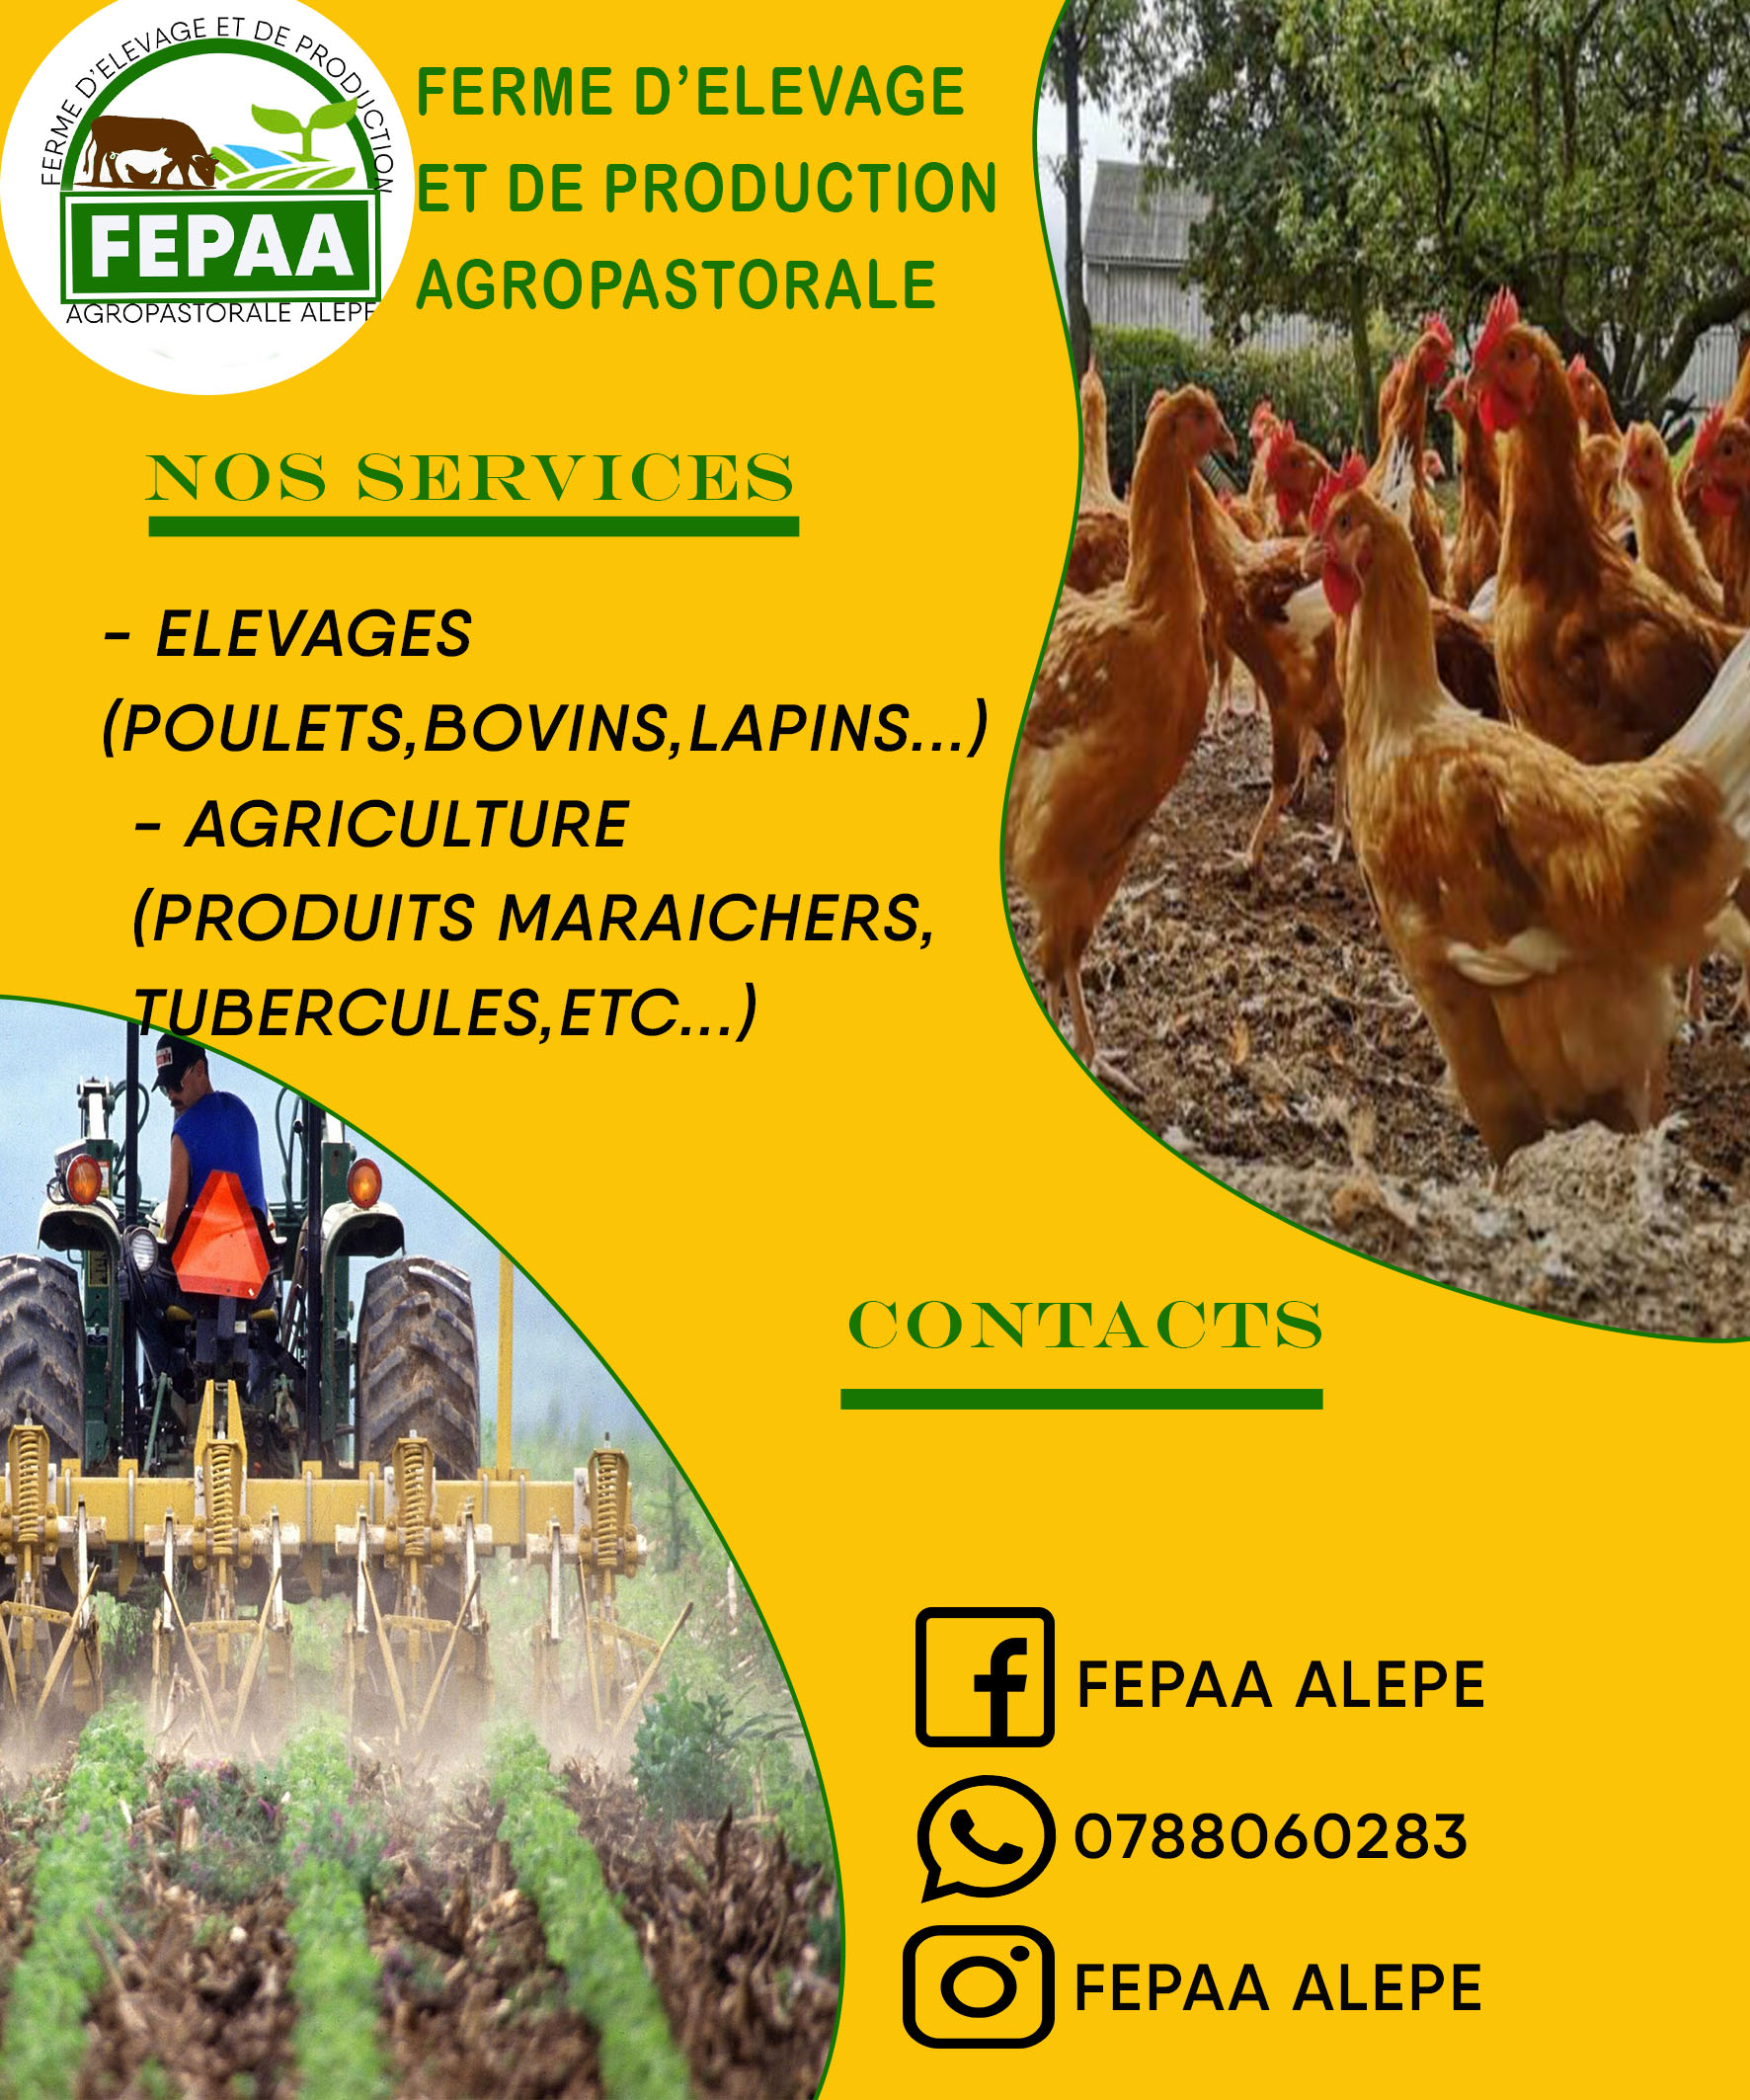 FERME D'ELEVAGE ET DE PRODUCTION
FEPAA
AGROPASTORALE ALEPE
FERME D’ELEVAGE
ET DE PRODUCTION
AGROPASTORALE
NOS SERVICES
- ELEVAGES
(POULETS,BOVINS,LAPINS...)
- AGRICULTURE
(PRODUITS MARAICHERS,
TUBERCULES,ETC...)
CONTACTS
FEPAA ALEPE
0788060283
FEPAA ALEPE